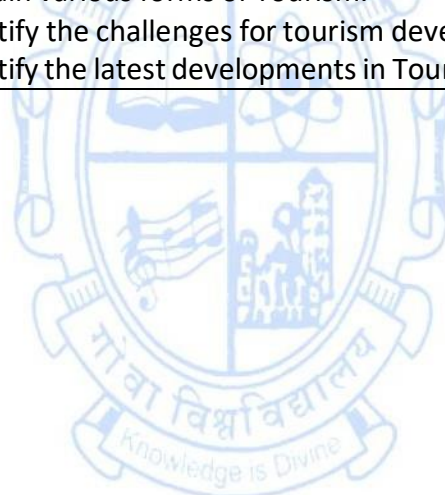 various forms of Tourism.
tify the challenges for tourism deve
tify the latest developments in Tour
गोवा विश्वविद्यालय
Knowledge is Divine